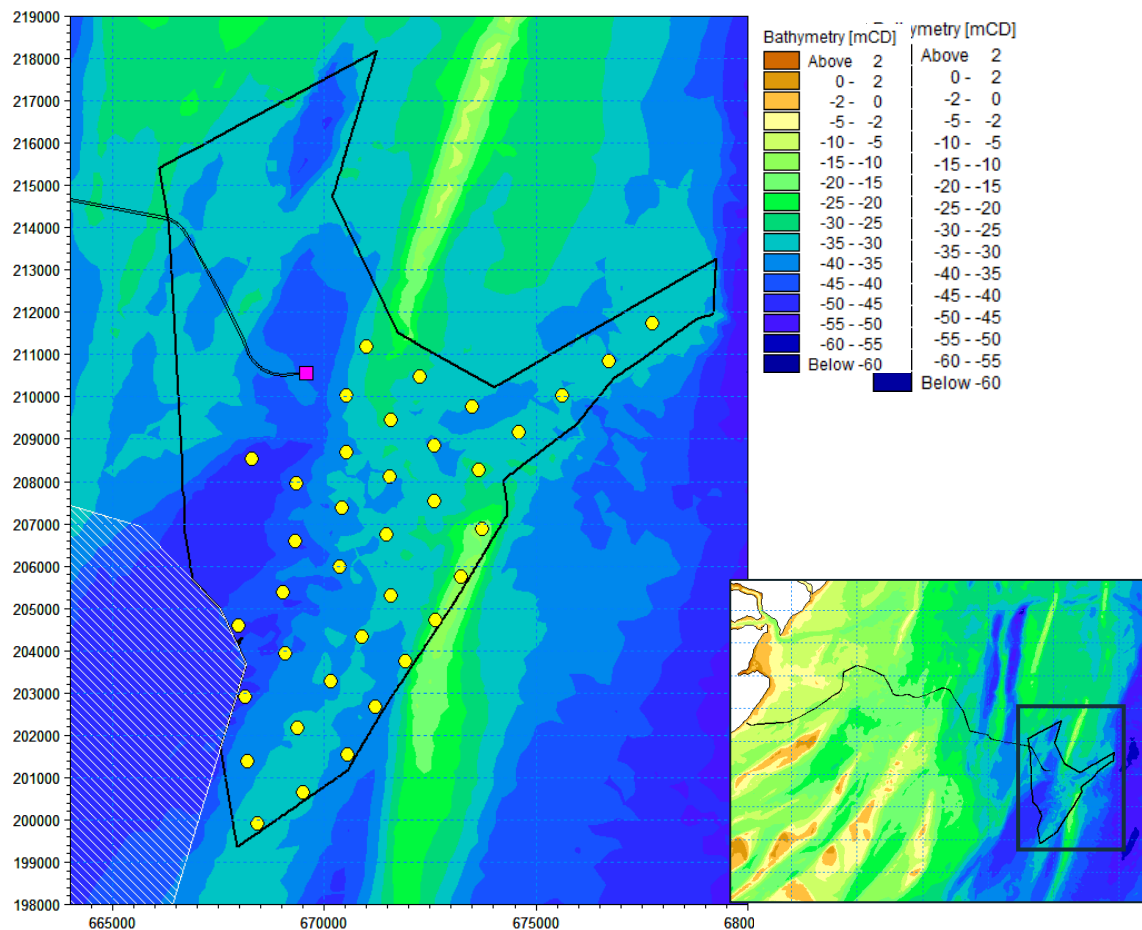 219000
218000
217000
216000
215000
214000
213000
212000
211000
210000
209000
208000
207000
206000
205000
204000
203000
202000
201000
200000
199000
198000
665000 670000 675000 6800
Bathymetry [mCD]
Above 2
0 - 2
-2 - 0
-5 - -2
-10 - -5
-15 - -10
-20 - -15
-25 - -20
-30 - -25
-35 - -30
-40 - -35
-45 - -40
-50 - -45
-55 - -50
-60 - -55
Below -60
ymetry [mCD]
Above 2
0 - 2
-2 - 0
-5 - -2
-10 - -5
-15 - -10
-20 - -15
-25 - -20
-30 - -25
-35 - -30
-40 - -35
-45 - -40
-50 - -45
-55 - -50
-60 - -55
Below -60